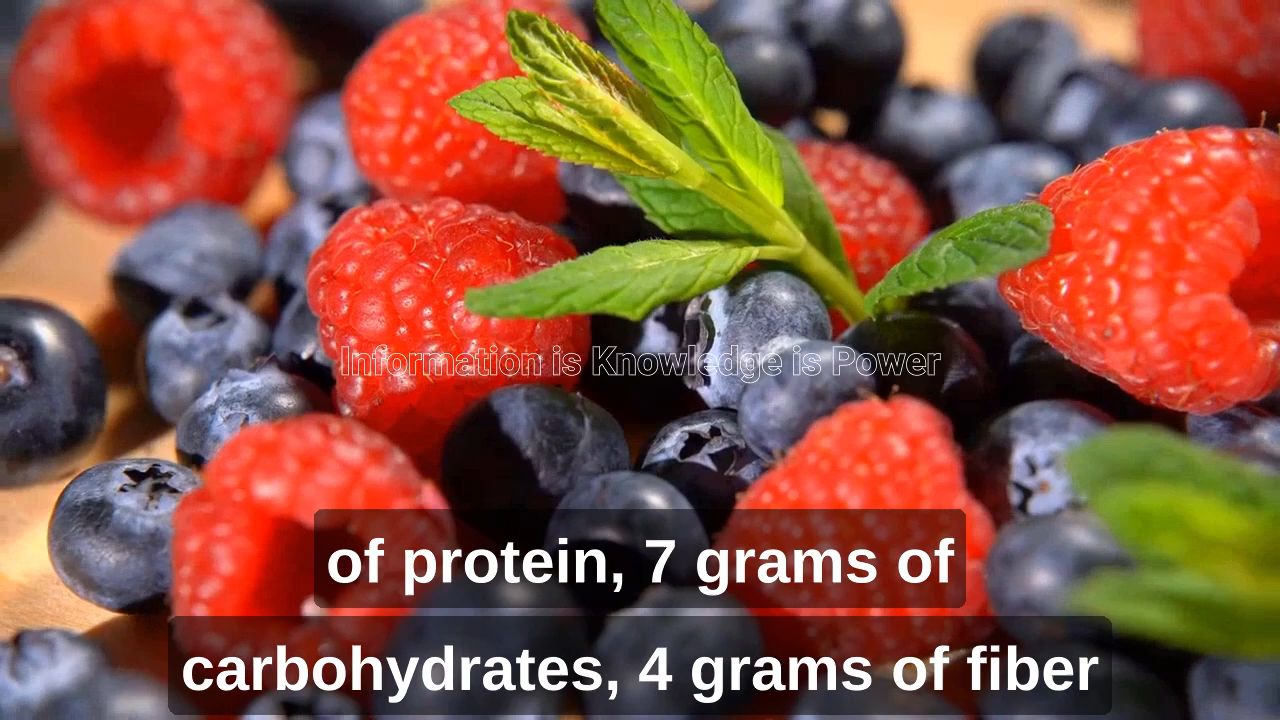 Information is Knowledge is Power
of protein, 7 grams of
carbohydrates, 4 grams of fiber